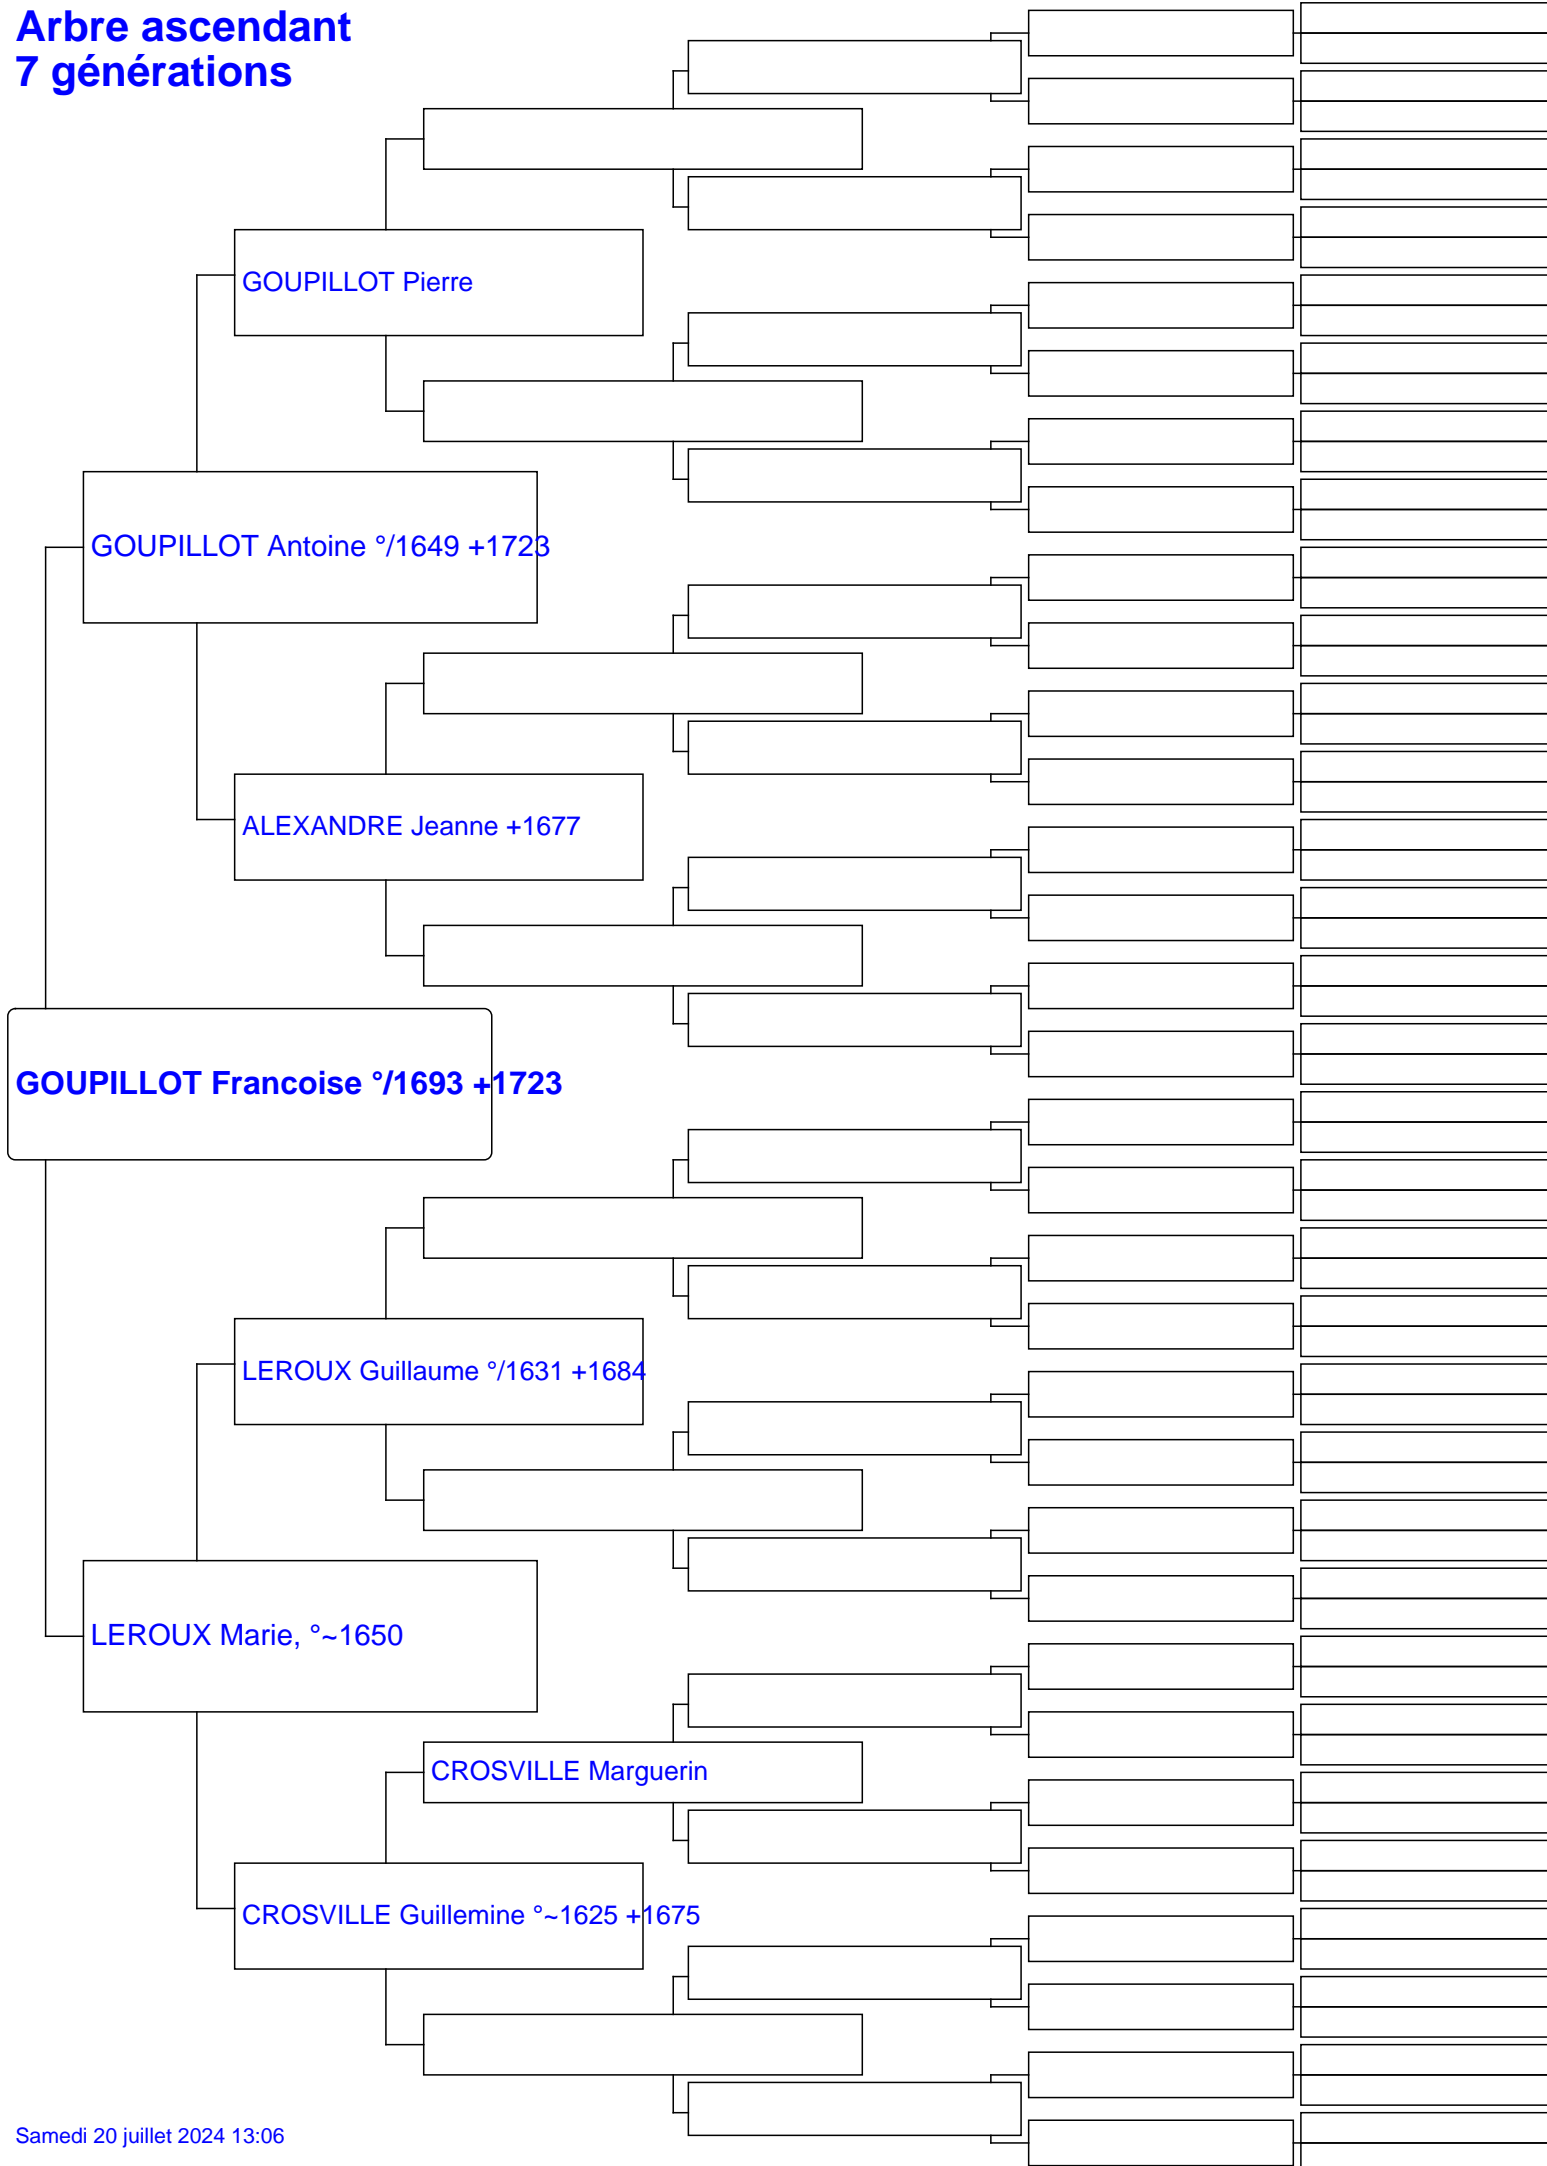 Arbre ascendant
7 générations
GOUPILLOT Pierre
GOUPILLOT Antoine °/1649 +1723
ALEXANDRE Jeanne +1677
GOUPILLOT Francoise °/1693 +1723
LEROUX Guillaume °/1631 +1684
LEROUX Marie, °~1650
CROSVILLE Marguerin
CROSVILLE Guillemine °~1625 +1675
Samedi 20 juillet 2024 13:06